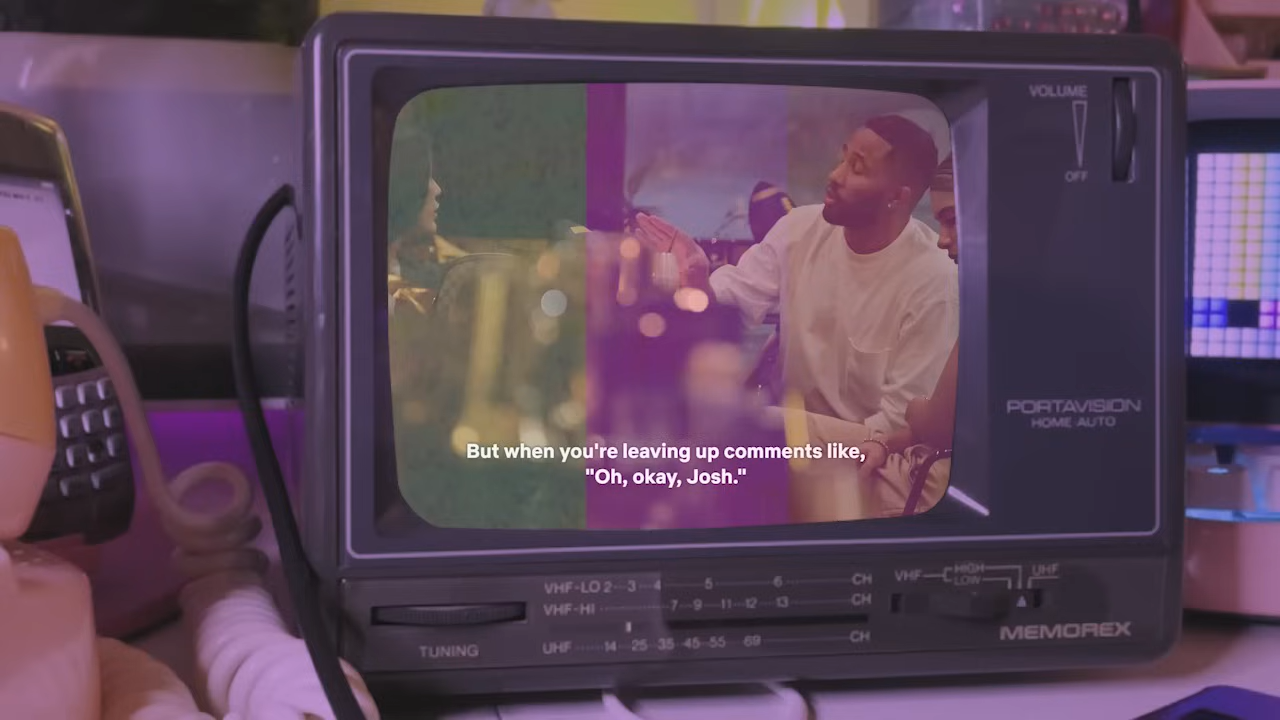 VOLUME
OFF
But when you're leaving up comments like,
"Oh, okay, Josh."
PORTAVISION
HOME·AUTO
VHF-LO 2 · 3 · 4 5 6 CH
VHF-HI 7 · 9 · 11 · 12 · 13 CH
UHF 14 · 25 · 35 45 · 55 69 CH
TUNING
VHF HIGH UHF
LOW
MEMOREX